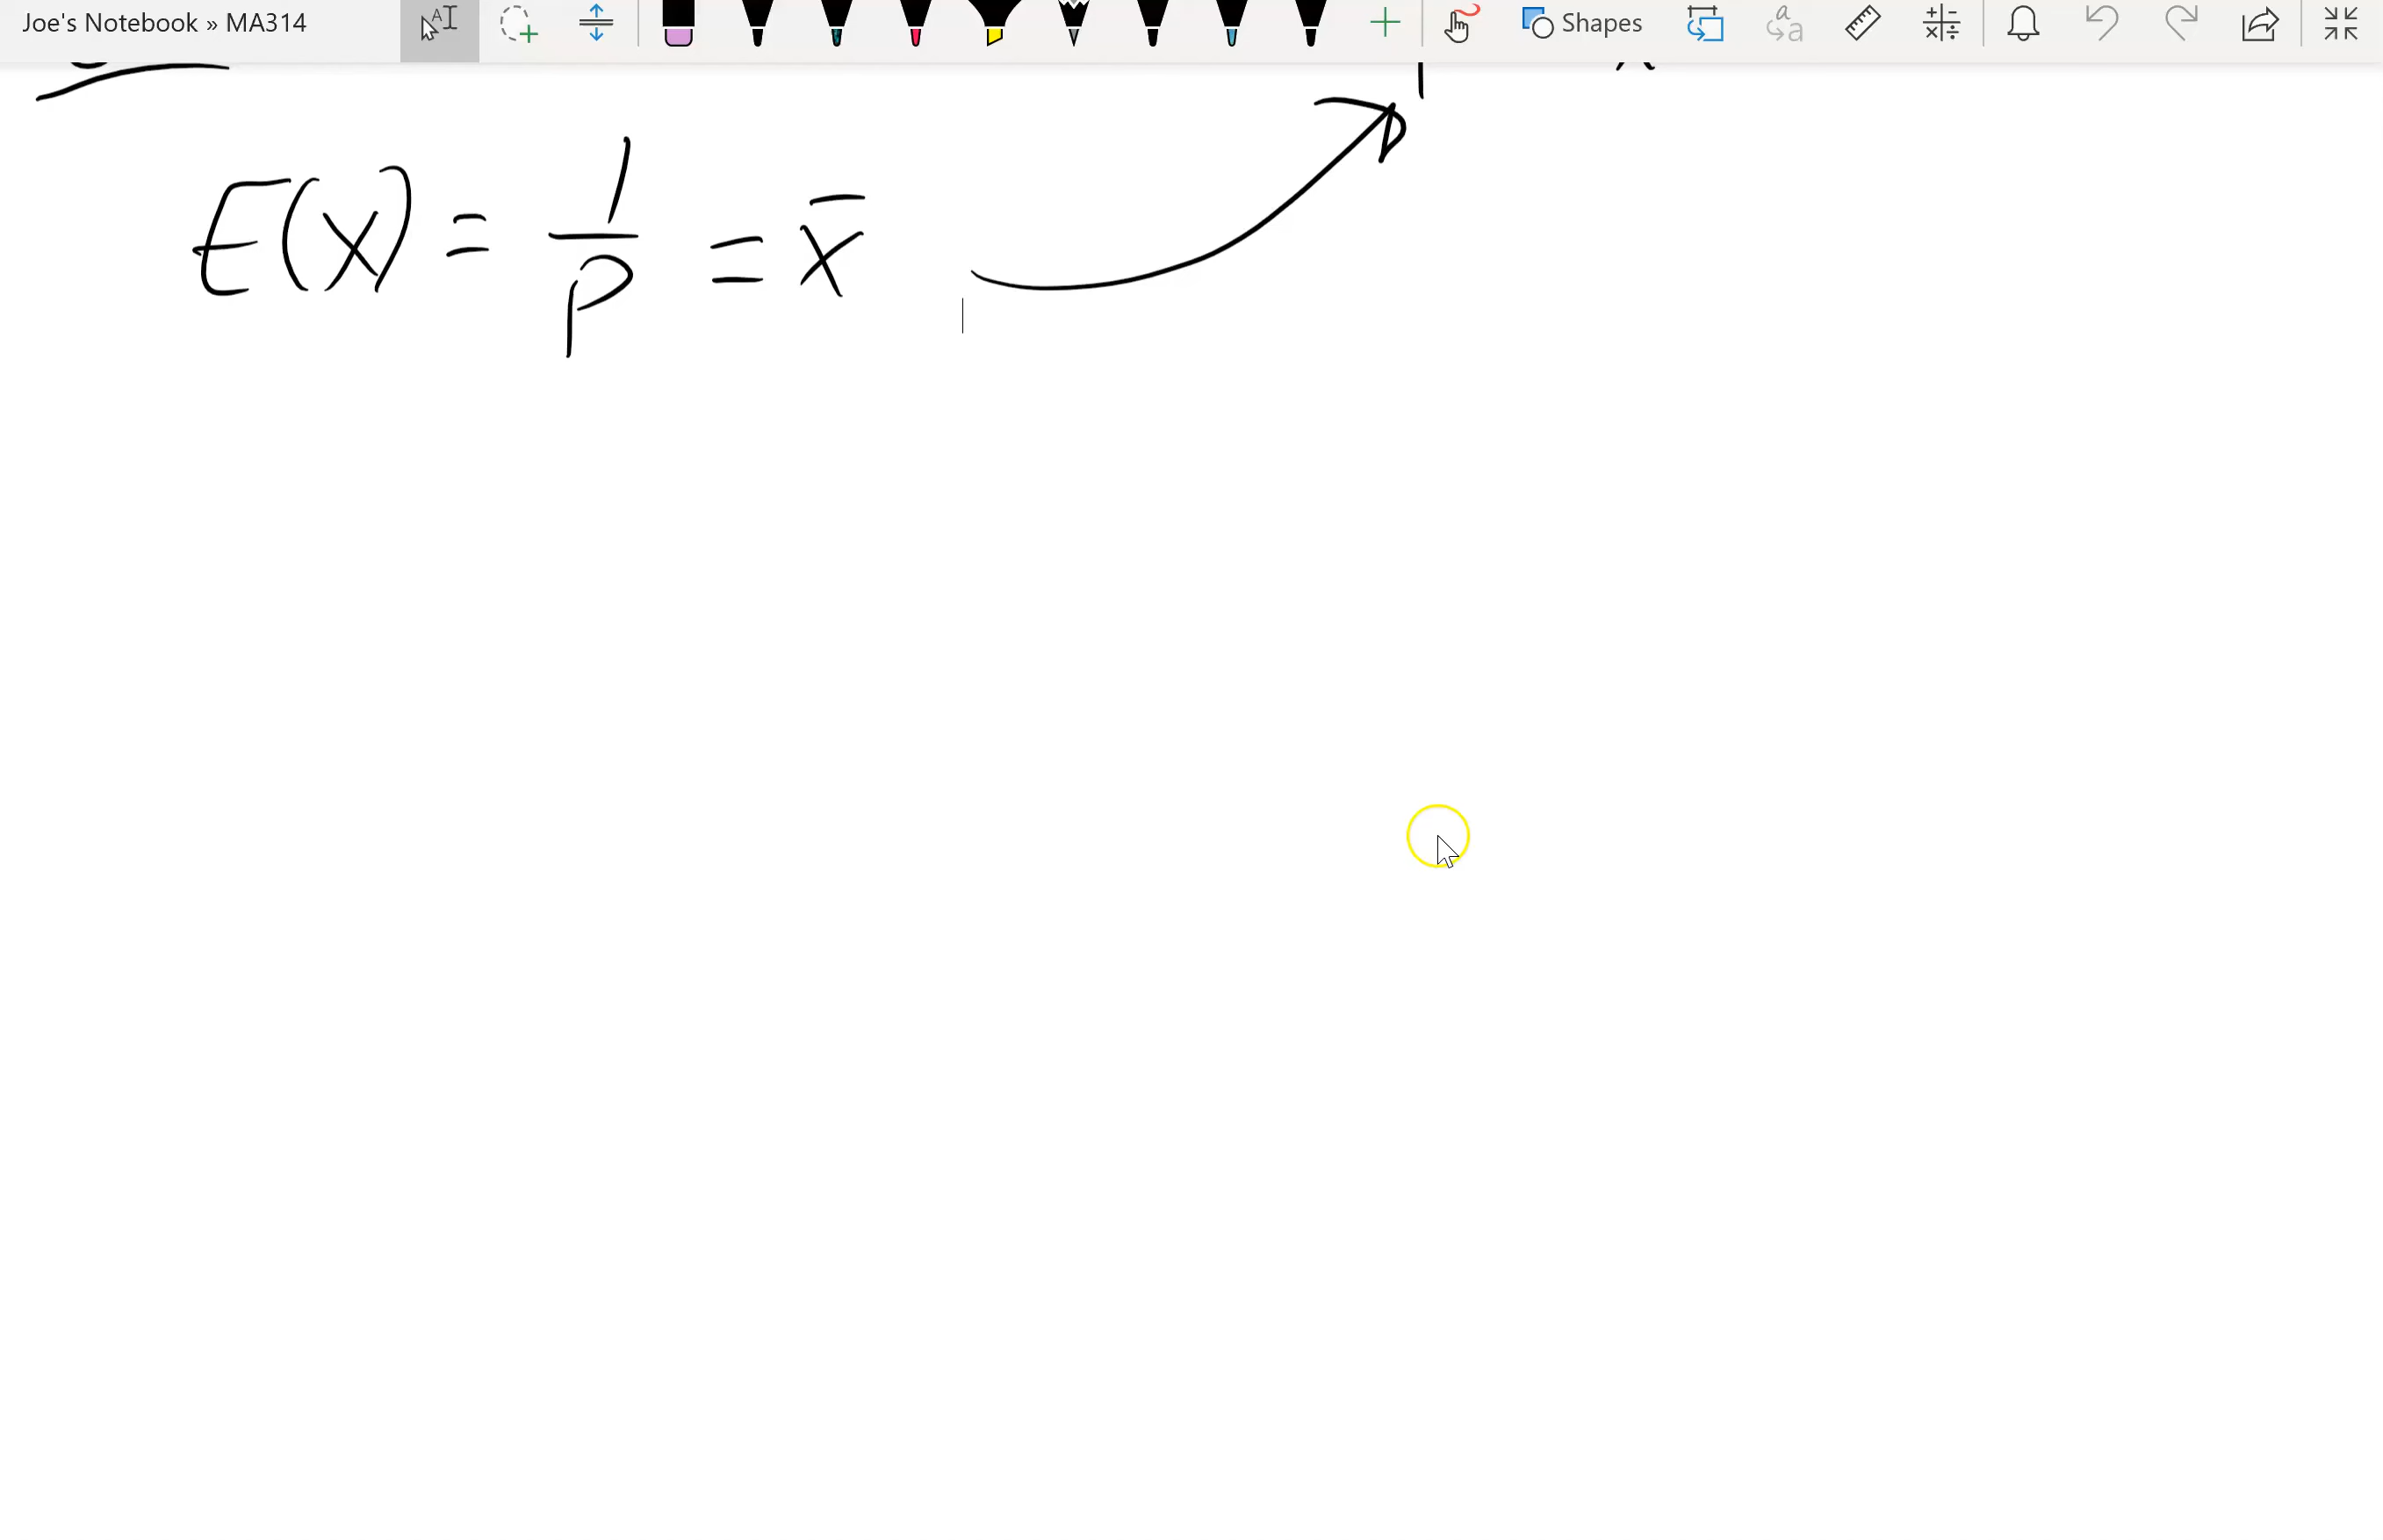 Joe's Notebook » MA314
Shapes
E(x) = 1/p = x̄